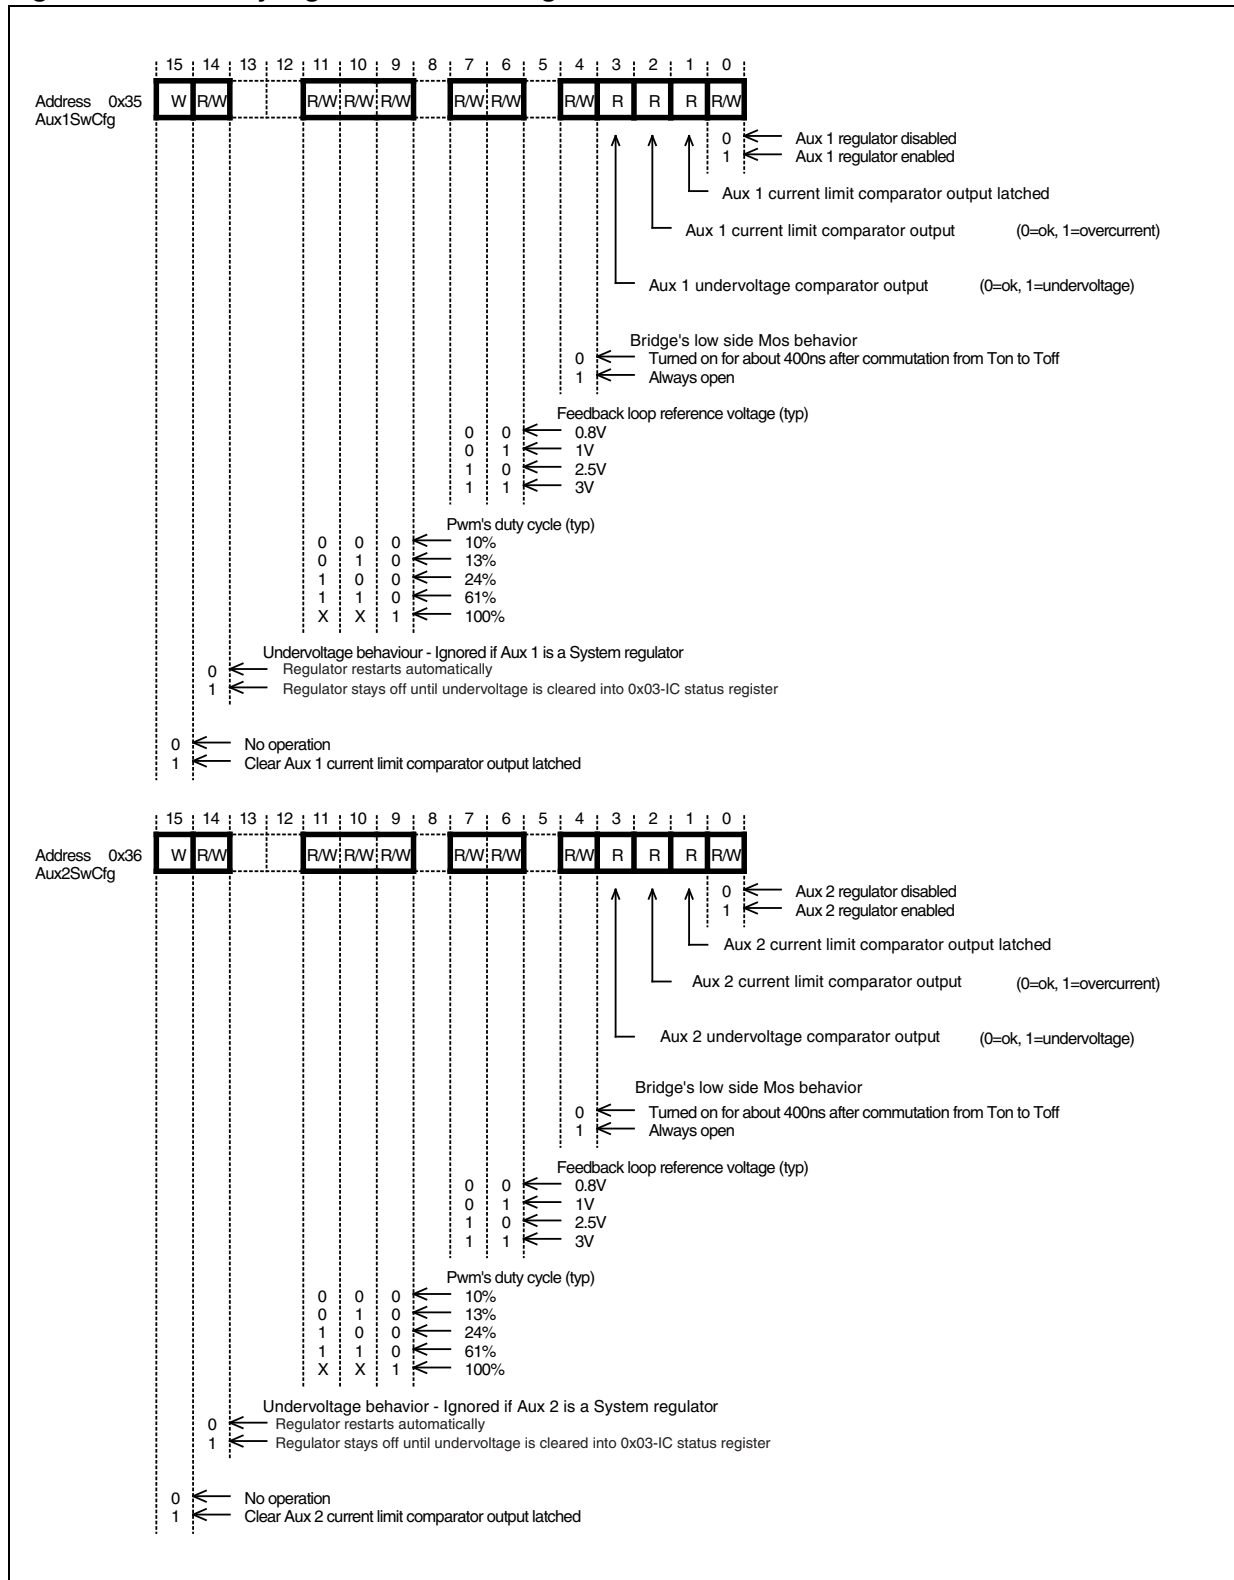 15 14 13 12 11 10 9 8 7 6 5 4 3 2 1 0
Address 0x35 W R/W R/W R/W R/W R/W R/W R/W R R R R/W
Aux1SwCfg
0 Aux 1 regulator disabled
1 Aux 1 regulator enabled
Aux 1 current limit comparator output latched
Aux 1 current limit comparator output (0=ok, 1=overcurrent)
Aux 1 undervoltage comparator output (0=ok, 1=undervoltage)
Bridge's low side Mos behavior
0 Turned on for about 400ns after commutation from Ton to Toff
1 Always open
Feedback loop reference voltage (typ)
0 0 0.8V
0 1 1V
1 0 2.5V
1 1 3V
Pwm's duty cycle (typ)
0 0 0 10%
0 1 0 13%
1 0 0 24%
1 1 0 61%
X X 1 100%
Undervoltage behaviour - Ignored if Aux 1 is a System regulator
0 Regulator restarts automatically
1 Regulator stays off until undervoltage is cleared into 0x03-IC status register
0 No operation
1 Clear Aux 1 current limit comparator output latched
15 14 13 12 11 10 9 8 7 6 5 4 3 2 1 0
Address 0x36 W R/W R/W R/W R/W R/W R/W R/W R R R R/W
Aux2SwCfg
0 Aux 2 regulator disabled
1 Aux 2 regulator enabled
Aux 2 current limit comparator output latched
Aux 2 current limit comparator output (0=ok, 1=overcurrent)
Aux 2 undervoltage comparator output (0=ok, 1=undervoltage)
Bridge's low side Mos behavior
0 Turned on for about 400ns after commutation from Ton to Toff
1 Always open
Feedback loop reference voltage (typ)
0 0 0.8V
0 1 1V
1 0 2.5V
1 1 3V
Pwm's duty cycle (typ)
0 0 0 10%
0 1 0 13%
1 0 0 24%
1 1 0 61%
X X 1 100%
Undervoltage behavior - Ignored if Aux 2 is a System regulator
0 Regulator restarts automatically
1 Regulator stays off until undervoltage is cleared into 0x03-IC status register
0 No operation
1 Clear Aux 2 current limit comparator output latched